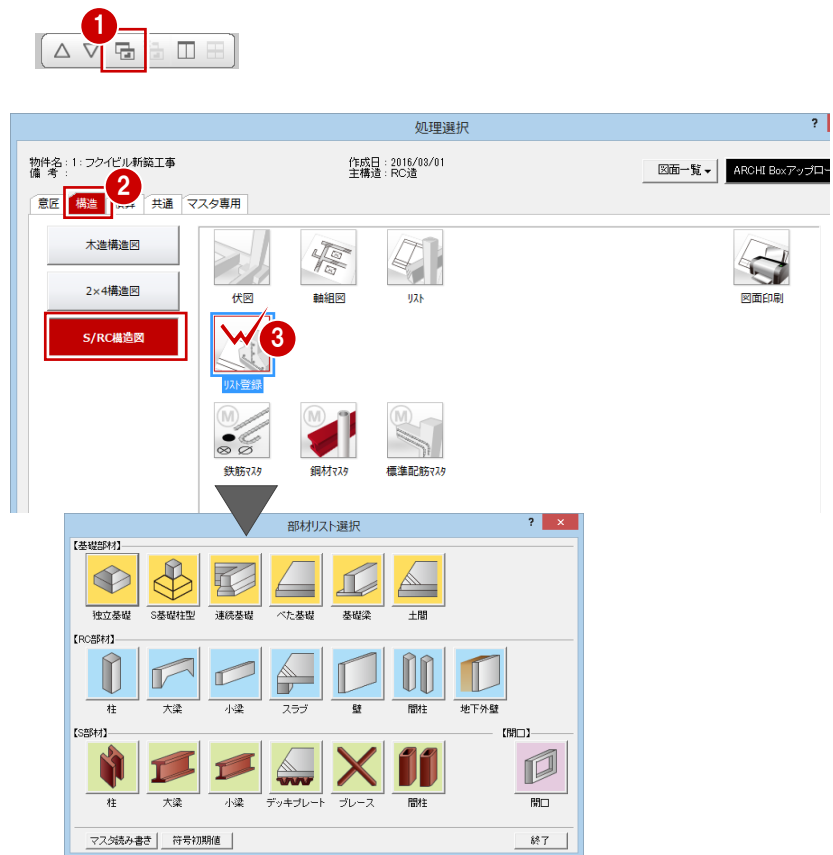 1
処理選択
?
物件名:1:フクイビル新築工事
備 考:
作成日:2016/03/01
主構造:RC造
図面一覧
ARCHI Boxアップロー
2
意匠 構造 積算 共通 マスタ専用
木造構造図
2×4構造図
S/RC構造図
伏図 軸組図 リスト 図面印刷
3
リスト登録
M M M
鉄筋マスタ 鋼材マスタ 標準配筋マスタ
部材リスト選択
? ×
【基礎部材】
独立基礎 S基礎柱型 連続基礎 べた基礎 基礎梁 土間
【RC部材】
柱 大梁 小梁 スラブ 壁 間柱 地下外壁
【S部材】 【開口】
柱 大梁 小梁 デッキプレート ブレース 間柱 開口
マスタ読み書き 符号初期値 終了